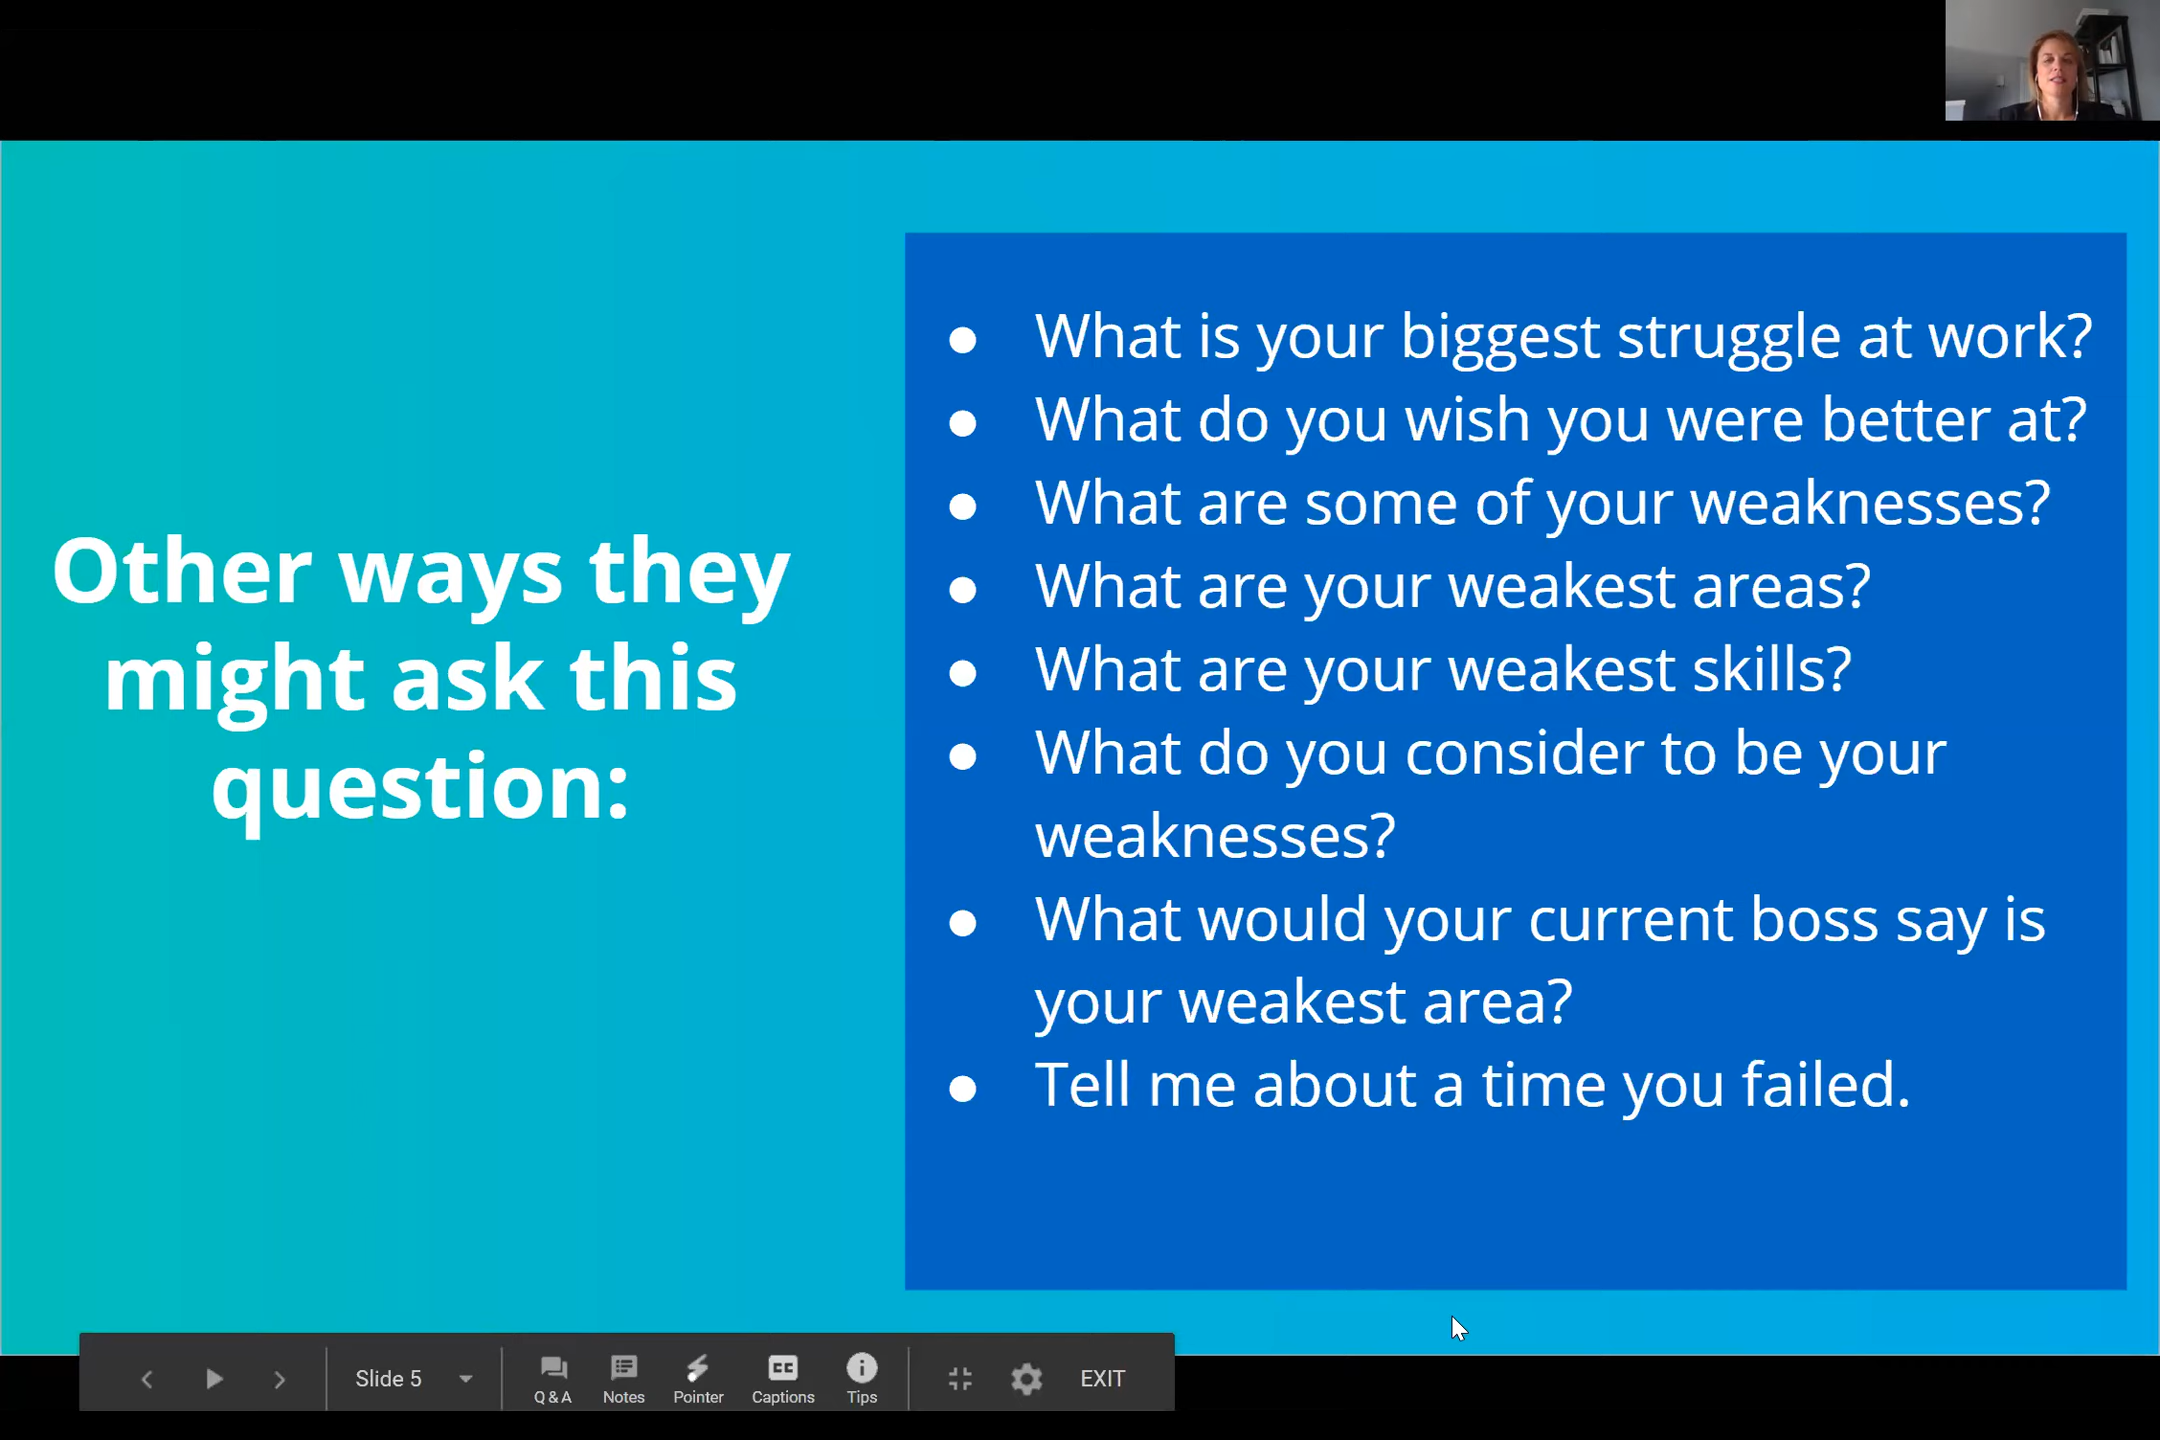 Other ways they
might ask this
question:
● What is your biggest struggle at work?
● What do you wish you were better at?
● What are some of your weaknesses?
● What are your weakest areas?
● What are your weakest skills?
● What do you consider to be your
weaknesses?
● What would your current boss say is
your weakest area?
● Tell me about a time you failed.
Slide 5
Q & A
Notes
Pointer
CC
Captions
Tips
EXIT